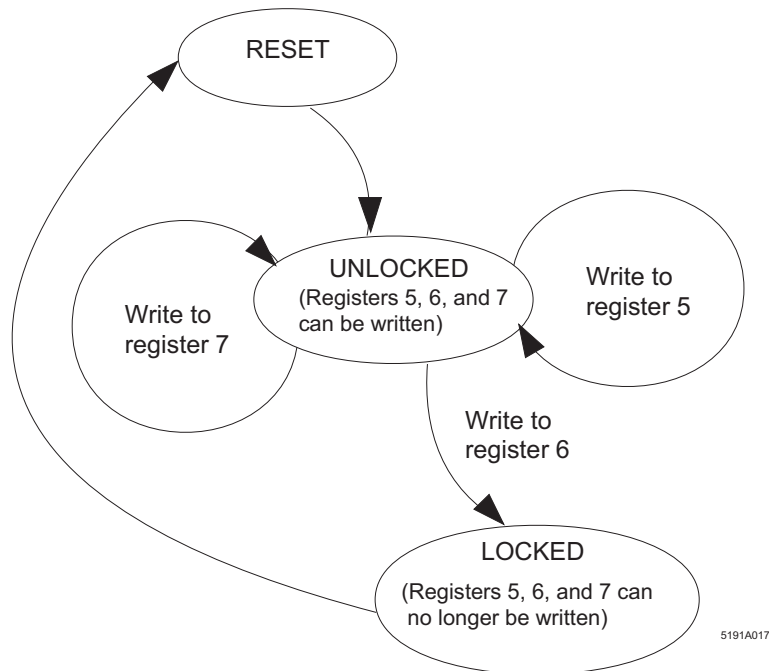 RESET
UNLOCKED
(Registers 5, 6, and 7
can be written)
Write to
register 7
Write to
register 5
Write to
register 6
LOCKED
(Registers 5, 6, and 7 can
no longer be written)
5191A017